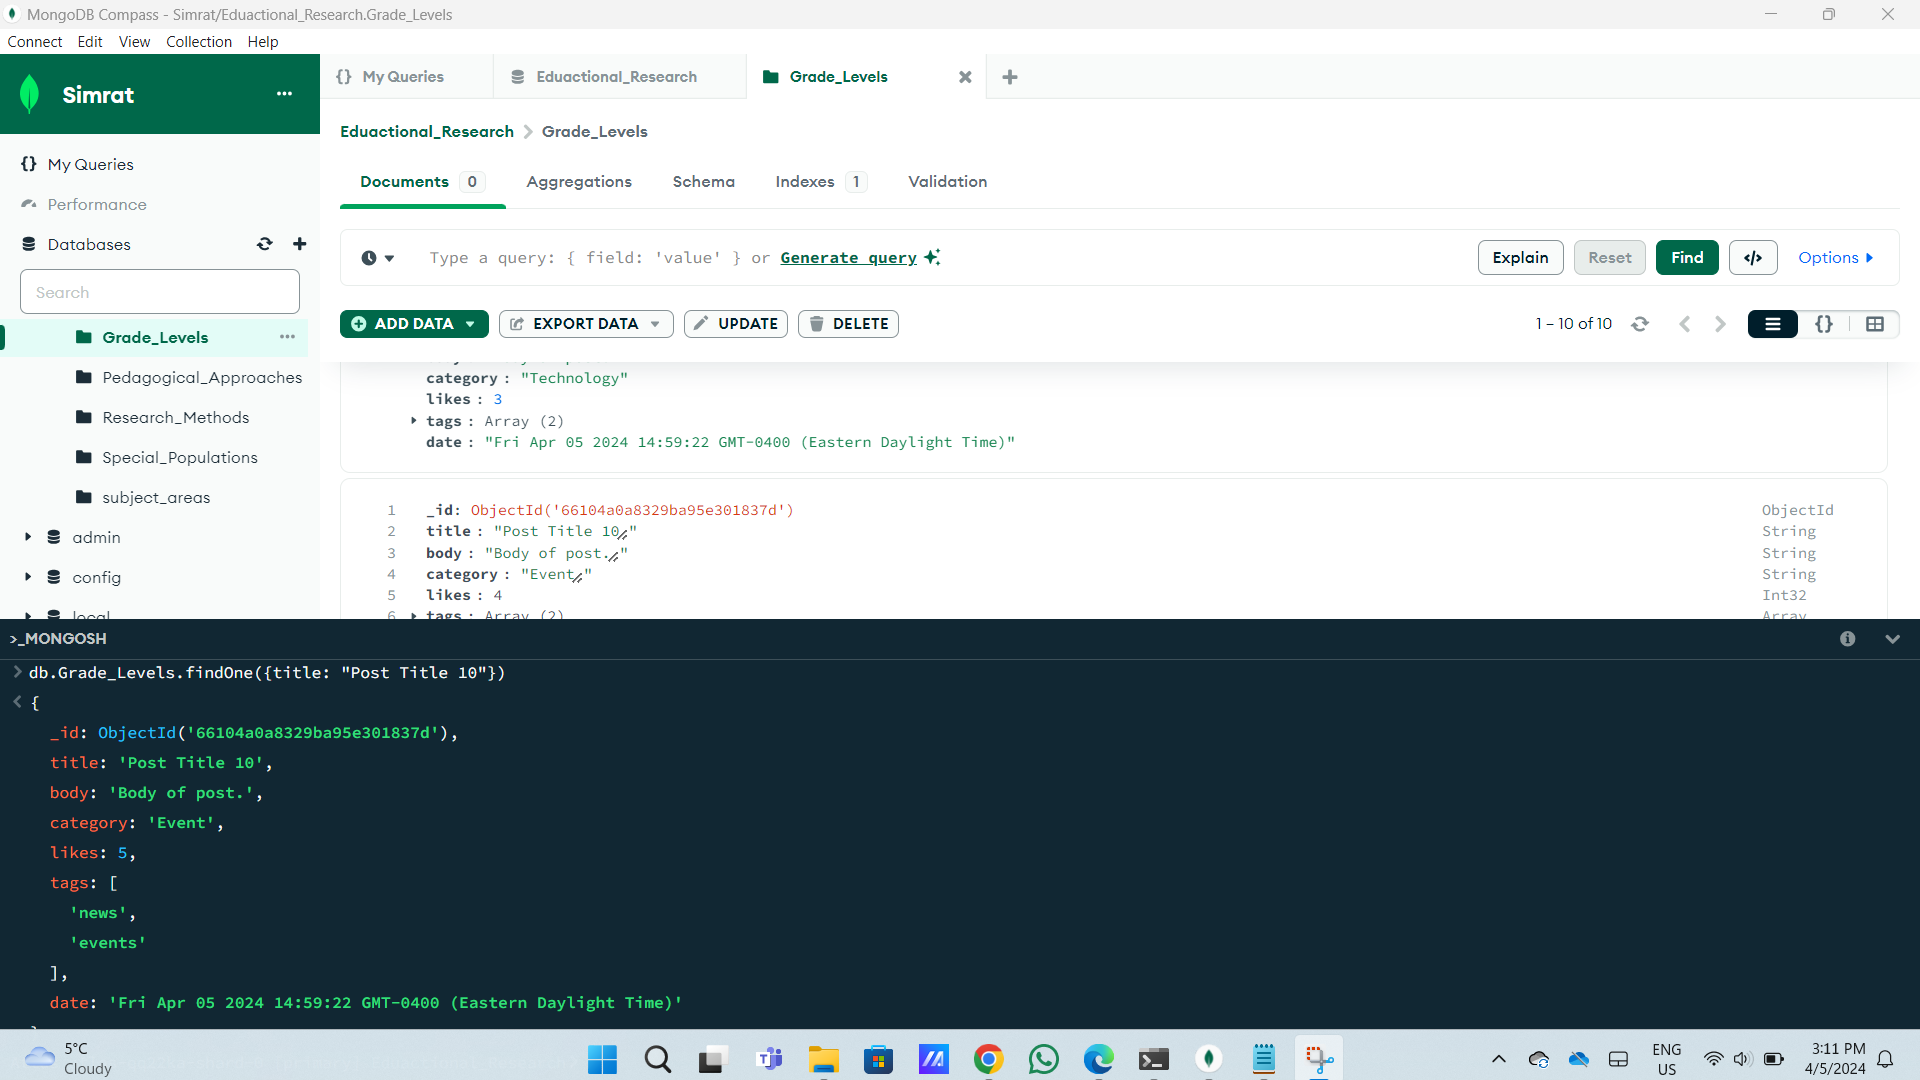 MongoDB Compass - Simrat/Eduactional_Research.Grade_Levels
Connect Edit View Collection Help
Simrat
My Queries
Performance
Databases
Search
Grade_Levels
Pedagogical_Approaches
Research_Methods
Special_Populations
subject_areas
admin
config
local
{} My Queries
Eduactional_Research
Grade_Levels
Eduactional_Research > Grade_Levels
Documents 0 Aggregations Schema Indexes 1 Validation
Type a query: { field: 'value' } or Generate query
Explain Reset Find </> Options
ADD DATA EXPORT DATA UPDATE DELETE
1 – 10 of 10
category : "Technology"
likes : 3
tags : Array (2)
date : "Fri Apr 05 2024 14:59:22 GMT-0400 (Eastern Daylight Time)"
1 _id: ObjectId('66104a0a8329ba95e301837d') ObjectId
2 title : "Post Title 10" String
3 body : "Body of post." String
4 category : "Event" String
5 likes : 4 Int32
6 tags : Array (2) Array
>_MONGOSH
> db.Grade_Levels.findOne({title: "Post Title 10"})
< {
_id: ObjectId('66104a0a8329ba95e301837d'),
title: 'Post Title 10',
body: 'Body of post.',
category: 'Event',
likes: 5,
tags: [
'news',
'events'
],
date: 'Fri Apr 05 2024 14:59:22 GMT-0400 (Eastern Daylight Time)'
5°C
Cloudy
ENG
US
3:11 PM
4/5/2024